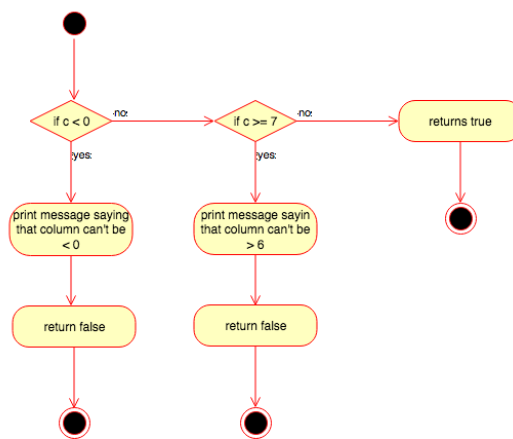 if c < 0
:no:
if c >= 7
:no:
returns true
:yes:
:yes:
print message saying
that column can't be
< 0
print message sayin
that column can't be
> 6
return false
return false